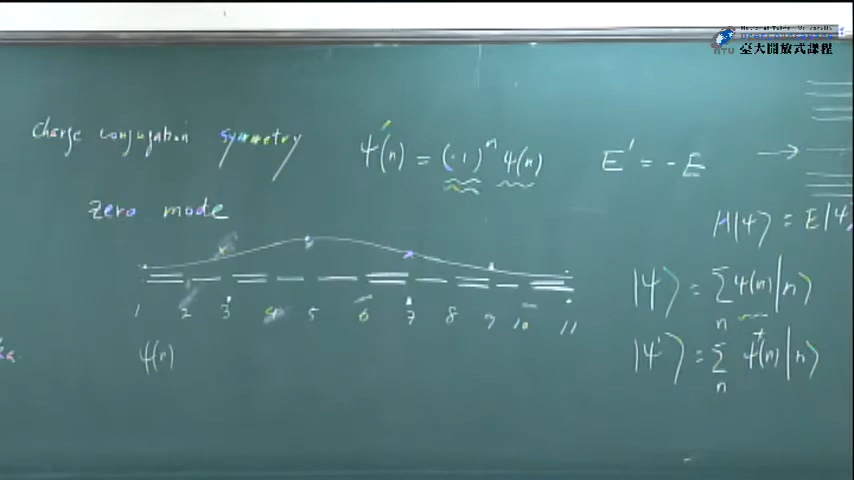 臺大開放式課程
NTU
Charge conjugation symmetry
ψ'(n) = (-1)^n ψ(n)
E' = -E
→
Zero mode
H|ψ⟩ = E|ψ
1 2 3 4 5 6 7 8 9 10 11
|ψ⟩ = Σ_n ψ(n)|n⟩
ψ(n)
|ψ'⟩ = Σ_n ψ(n)|n⟩